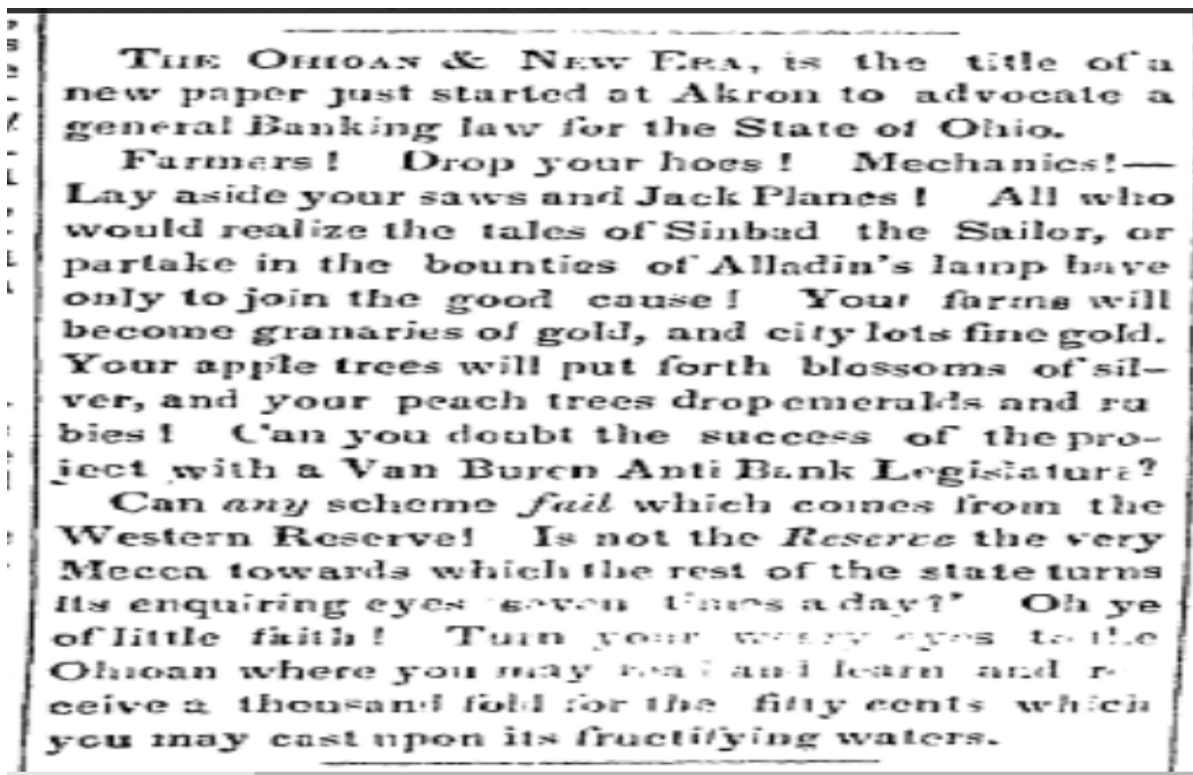 THE OHIOAN & NEW ERA, is the title of a
new paper just started at Akron to advocate a
general Banking law for the State of Ohio.
Farmers! Drop your hoes! Mechanics!—
Lay aside your saws and Jack Planes! All who
would realize the tales of Sinbad the Sailor, or
partake in the bounties of Alladin's lamp have
only to join the good cause! Your farms will
become granaries of gold, and city lots fine gold.
Your apple trees will put forth blossoms of sil-
ver, and your peach trees drop emeralds and ru
bies! Can you doubt the success of the pro-
ject with a Van Buren Anti Bank Legislature?
Can any scheme fail which comes from the
Western Reserve! Is not the Reserve the very
Mecca towards which the rest of the state turns
its enquiring eyes 'seven times a day?' Oh ye
of little faith! Turn your weary eyes to the
Ohioan where you may read and learn and re
ceive a thousand fold for the fifty cents which
you may cast upon its fructifying waters.